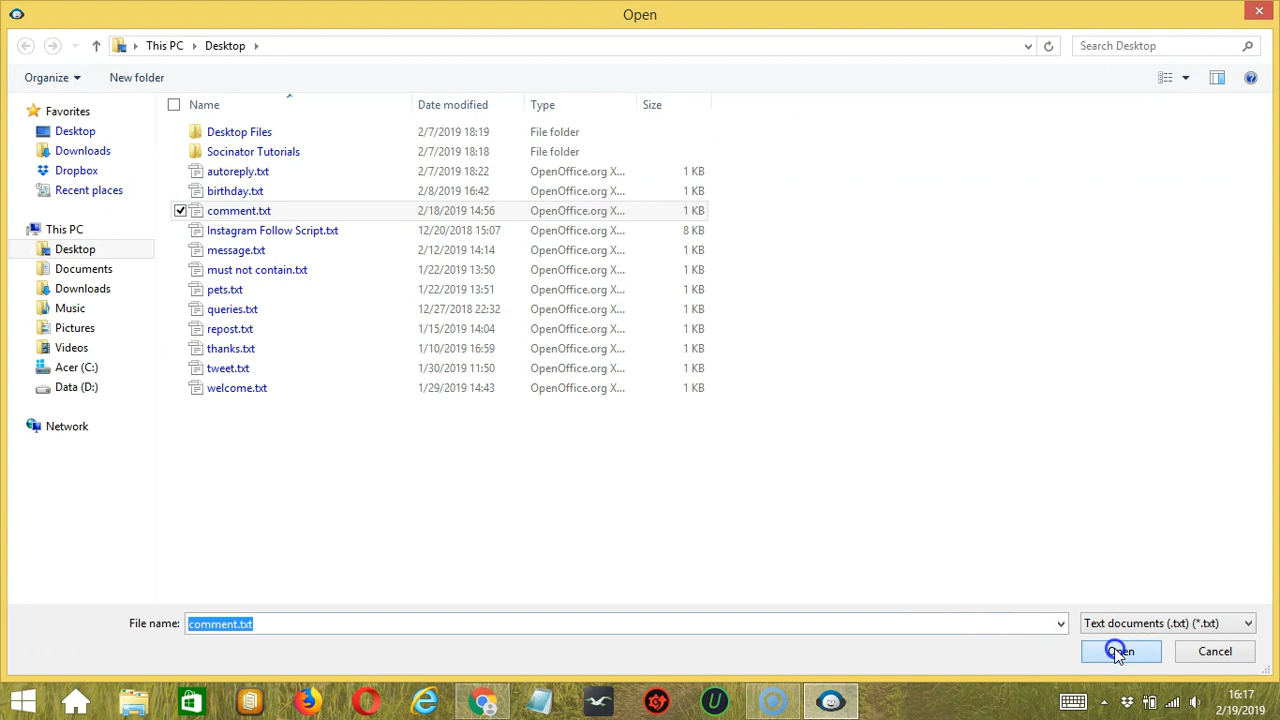 Open
This PC Desktop
Search Desktop
Organize New folder
Name Date modified Type Size
Favorites
Desktop
Downloads
Dropbox
Recent places
This PC
Desktop
Documents
Downloads
Music
Pictures
Videos
Acer (C:)
Data (D:)
Network
Desktop Files 2/7/2019 18:19 File folder
Socinator Tutorials 2/7/2019 18:18 File folder
autoreply.txt 2/7/2019 18:22 OpenOffice.org X... 1 KB
birthday.txt 2/8/2019 16:42 OpenOffice.org X... 1 KB
comment.txt 2/18/2019 14:56 OpenOffice.org X... 1 KB
Instagram Follow Script.txt 12/20/2018 15:07 OpenOffice.org X... 8 KB
message.txt 2/12/2019 14:14 OpenOffice.org X... 1 KB
must not contain.txt 1/22/2019 13:50 OpenOffice.org X... 1 KB
pets.txt 1/22/2019 13:51 OpenOffice.org X... 1 KB
queries.txt 12/27/2018 22:32 OpenOffice.org X... 1 KB
repost.txt 1/15/2019 14:04 OpenOffice.org X... 1 KB
thanks.txt 1/10/2019 16:59 OpenOffice.org X... 1 KB
tweet.txt 1/30/2019 11:50 OpenOffice.org X... 1 KB
welcome.txt 1/29/2019 14:43 OpenOffice.org X... 1 KB
File name: comment.txt Text documents (.txt) (*.txt)
Open Cancel
16:17
2/19/2019